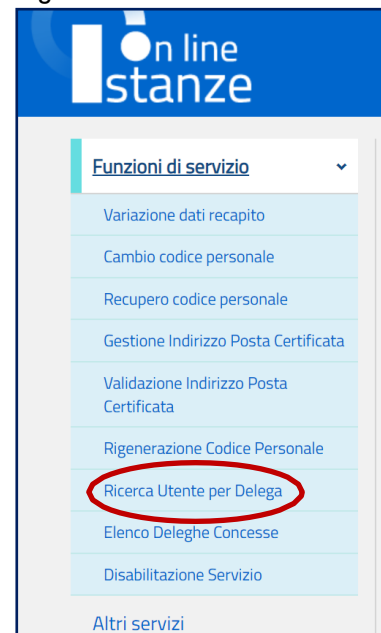 On line
Istanze
Funzioni di servizio
Variazione dati recapito
Cambio codice personale
Recupero codice personale
Gestione Indirizzo Posta Certificata
Validazione Indirizzo Posta
Certificata
Rigenerazione Codice Personale
Ricerca Utente per Delega
Elenco Deleghe Concesse
Disabilitazione Servizio
Altri servizi